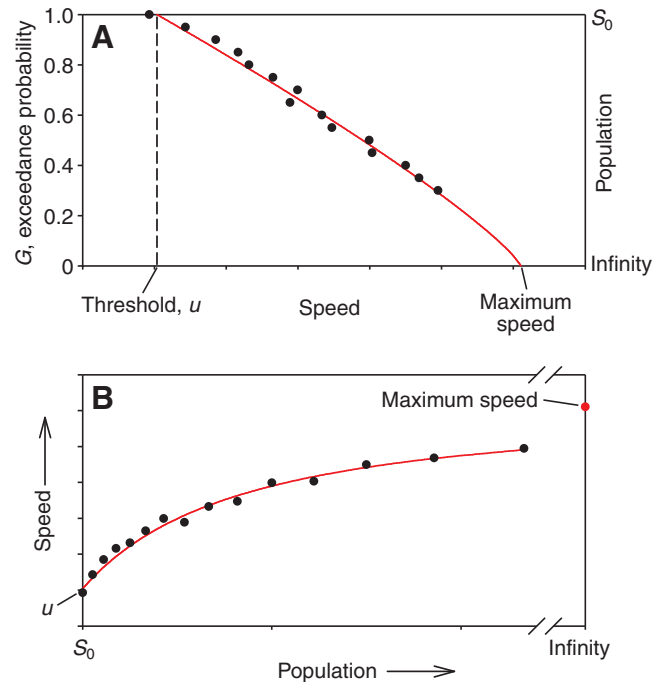 A
G, exceedance probability
1.0
0.8
0.6
0.4
0.2
0
S0
Population
Infinity
Threshold, u
Speed
Maximum
speed
B
Maximum speed
Speed
u
S0
Infinity
Population